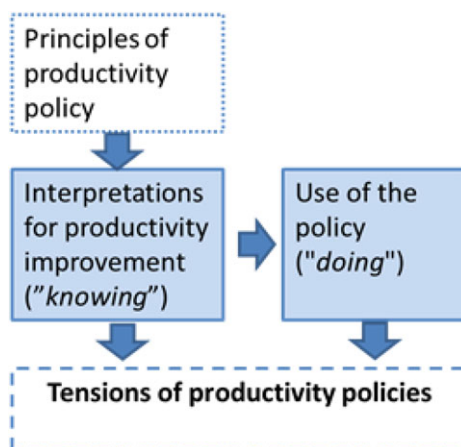 Principles of
productivity
policy
Interpretations
for productivity
improvement
(”knowing”)
Use of the
policy
("doing")
Tensions of productivity policies